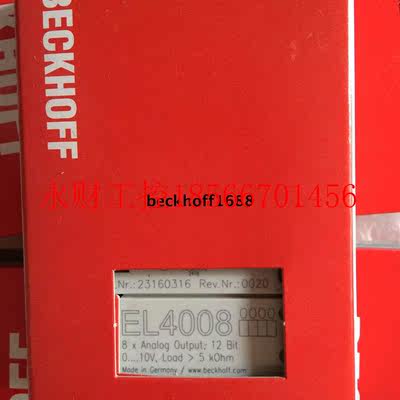 BECKHOFF
永财工控18766701456
beckhoff1688
Nr.: 23160316 Rev.Nr.: 0020
EL4008
8 x Analog Output; 12 Bit
0....10V, Load > 5 kOhm
Made in Germany / www.beckhoff.com